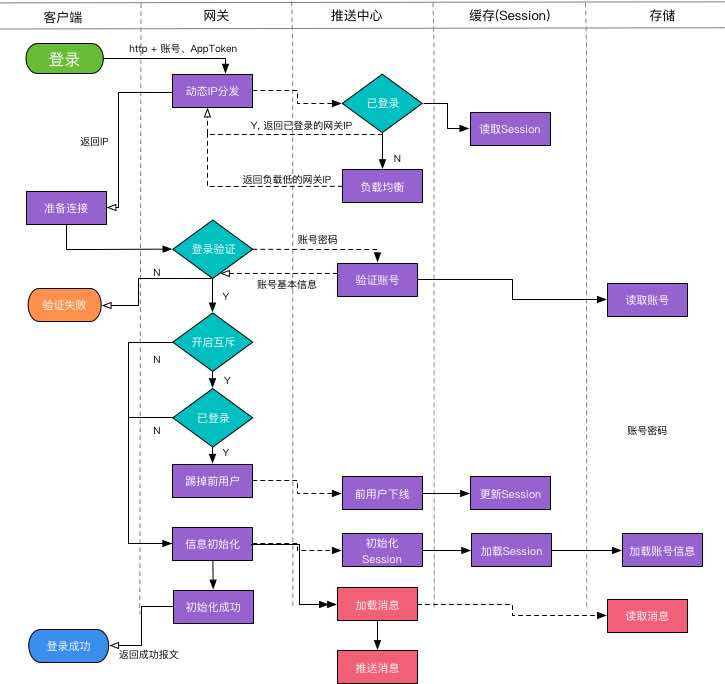 客户端
网关
推送中心
缓存(Session)
存储
登录
http + 账号、AppToken
动态IP分发
已登录
读取Session
Y, 返回已登录的网关IP
返回IP
N
返回负载低的网关IP
负载均衡
准备连接
登录验证
账号密码
N
验证账号
账号基本信息
Y
验证失败
读取账号
开启互斥
N
Y
已登录
N
账号密码
Y
踢掉前用户
前用户下线
更新Session
信息初始化
初始化
Session
加载Session
加载账号信息
初始化成功
加载消息
读取消息
登录成功
返回成功报文
推送消息